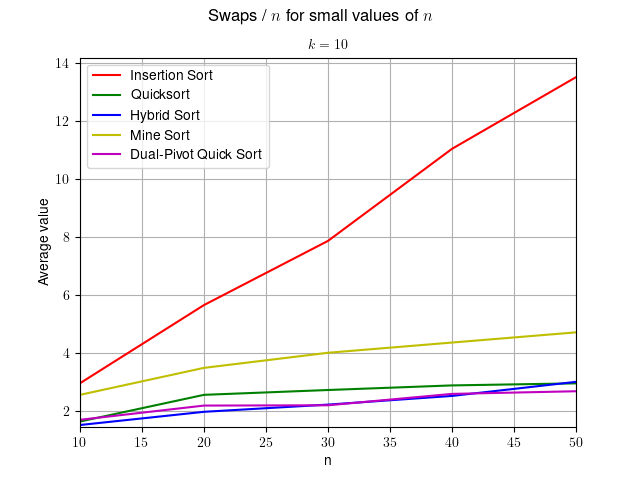 Swaps / n for small values of n
k = 10
14
12
10
8
6
4
2
Average value
Insertion Sort
Quicksort
Hybrid Sort
Mine Sort
Dual-Pivot Quick Sort
10 15 20 25 30 35 40 45 50
n